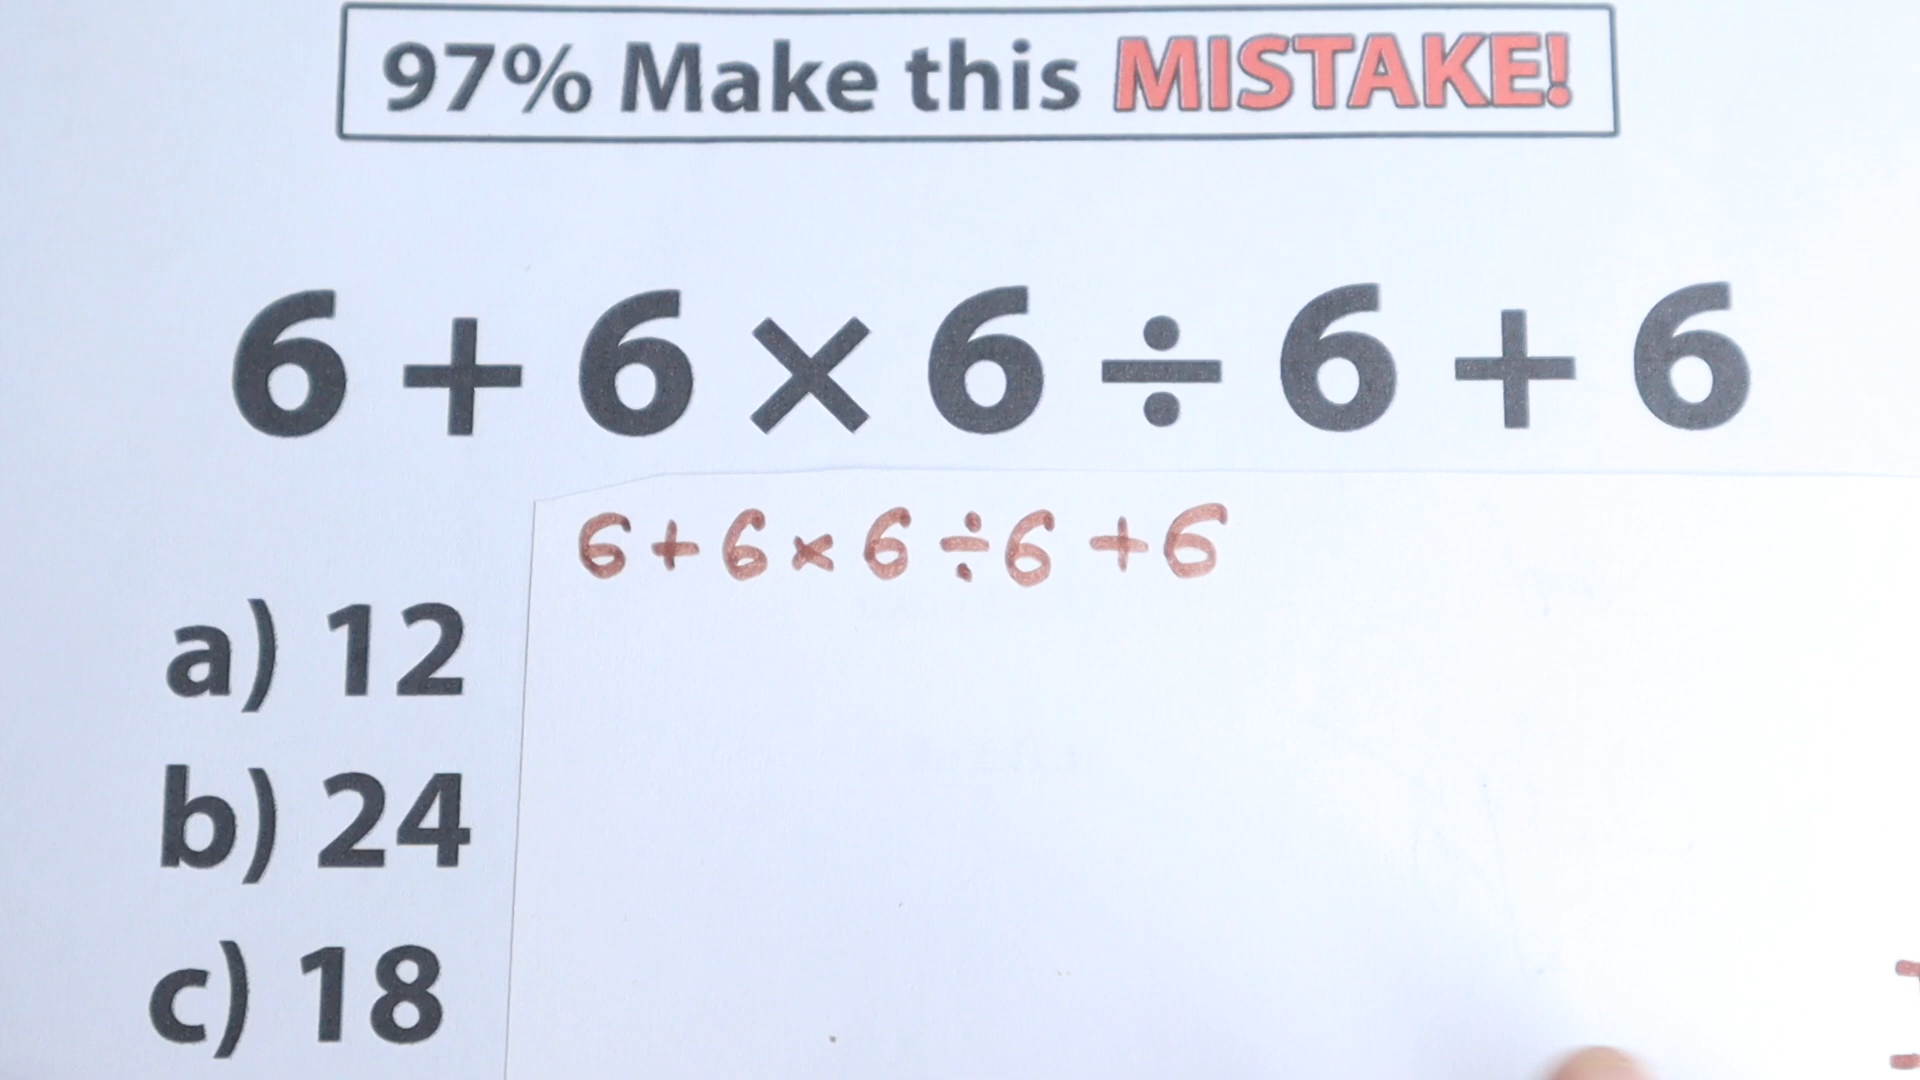 97% Make this MISTAKE!
6 + 6 × 6 ÷ 6 + 6
6 + 6 × 6 ÷ 6 + 6
a) 12
b) 24
c) 18